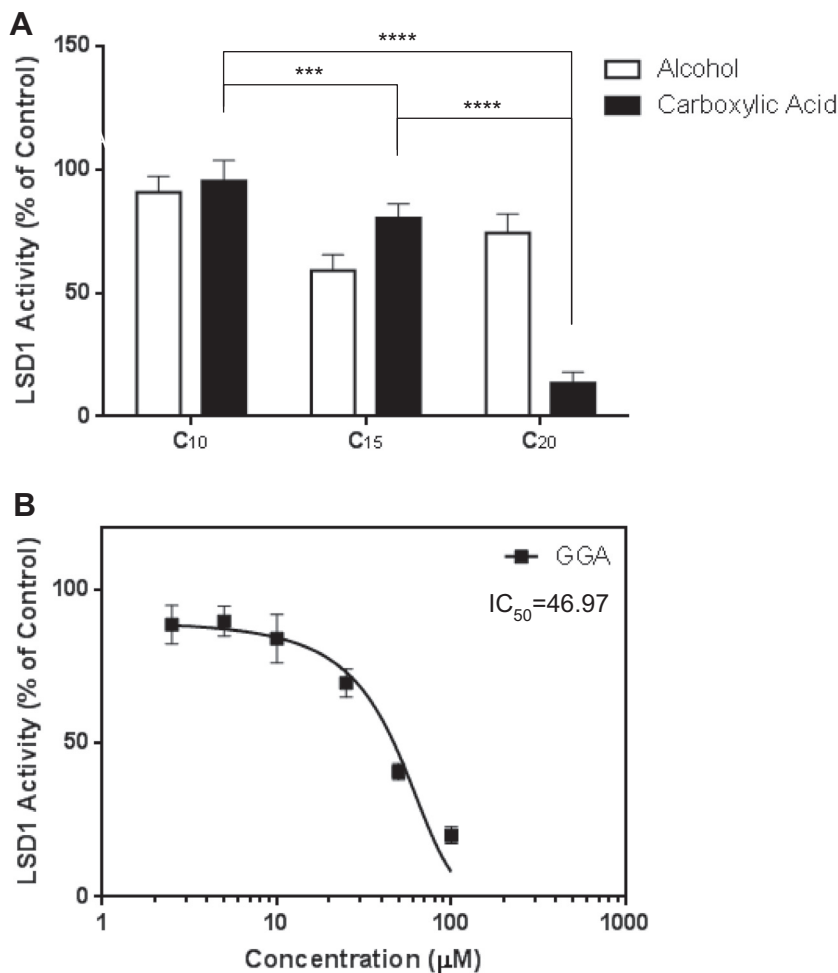 A
150
100
50
0
LSD1 Activity (% of Control)
****
***
****
Alcohol
Carboxylic Acid
C10
C15
C20
B
100
50
0
LSD1 Activity (% of Control)
GGA
IC50=46.97
1
10
100
1000
Concentration (μM)